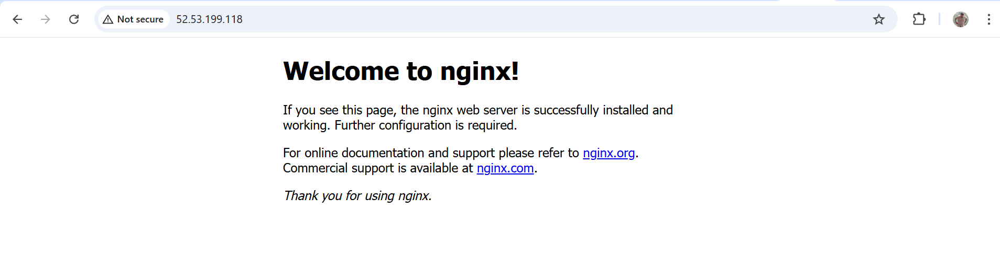 Not secure 52.53.199.118
Welcome to nginx!
If you see this page, the nginx web server is successfully installed and
working. Further configuration is required.
For online documentation and support please refer to nginx.org.
Commercial support is available at nginx.com.
Thank you for using nginx.